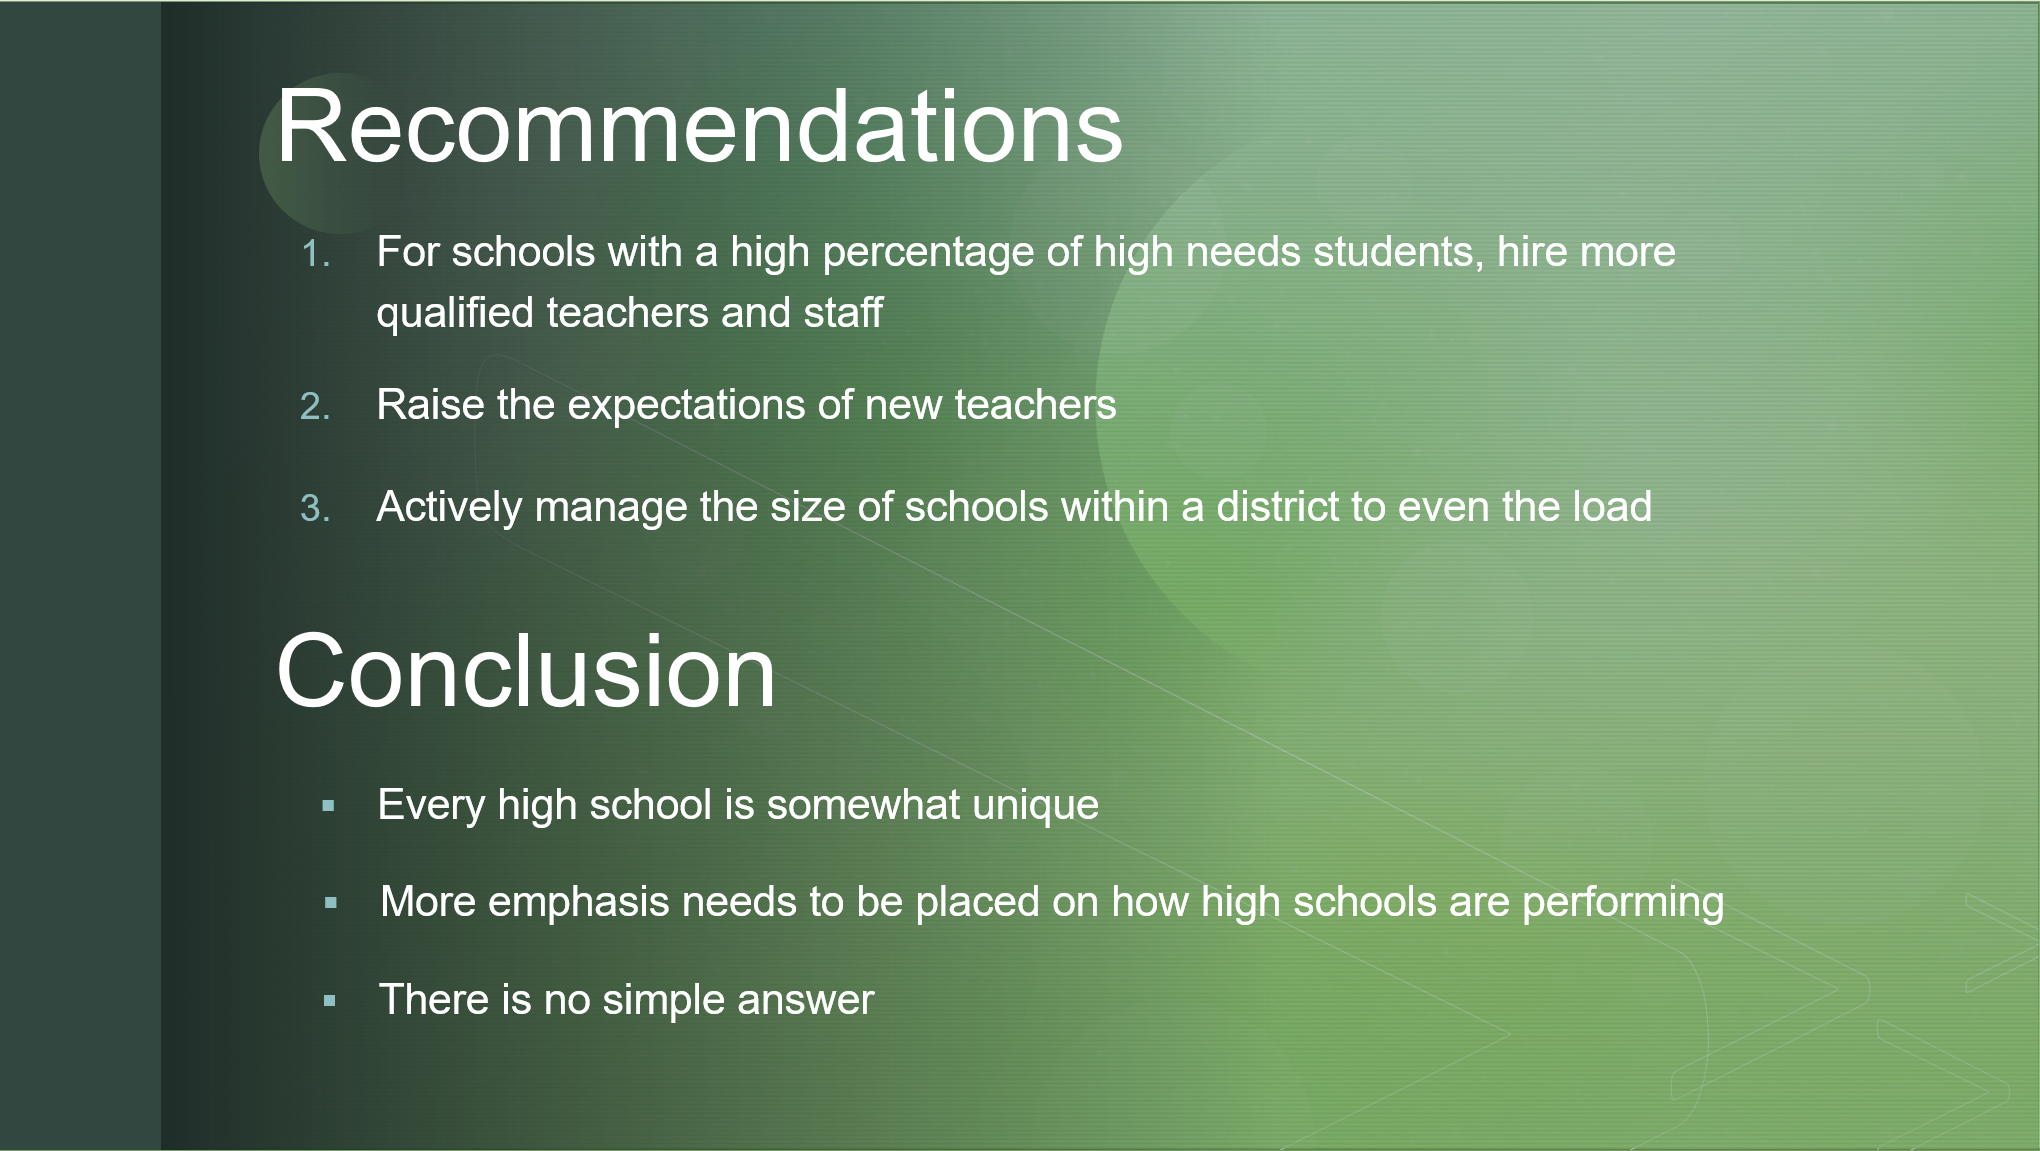 Recommendations
1. For schools with a high percentage of high needs students, hire more
qualified teachers and staff
2. Raise the expectations of new teachers
3. Actively manage the size of schools within a district to even the load
Conclusion
▪ Every high school is somewhat unique
▪ More emphasis needs to be placed on how high schools are performing
▪ There is no simple answer